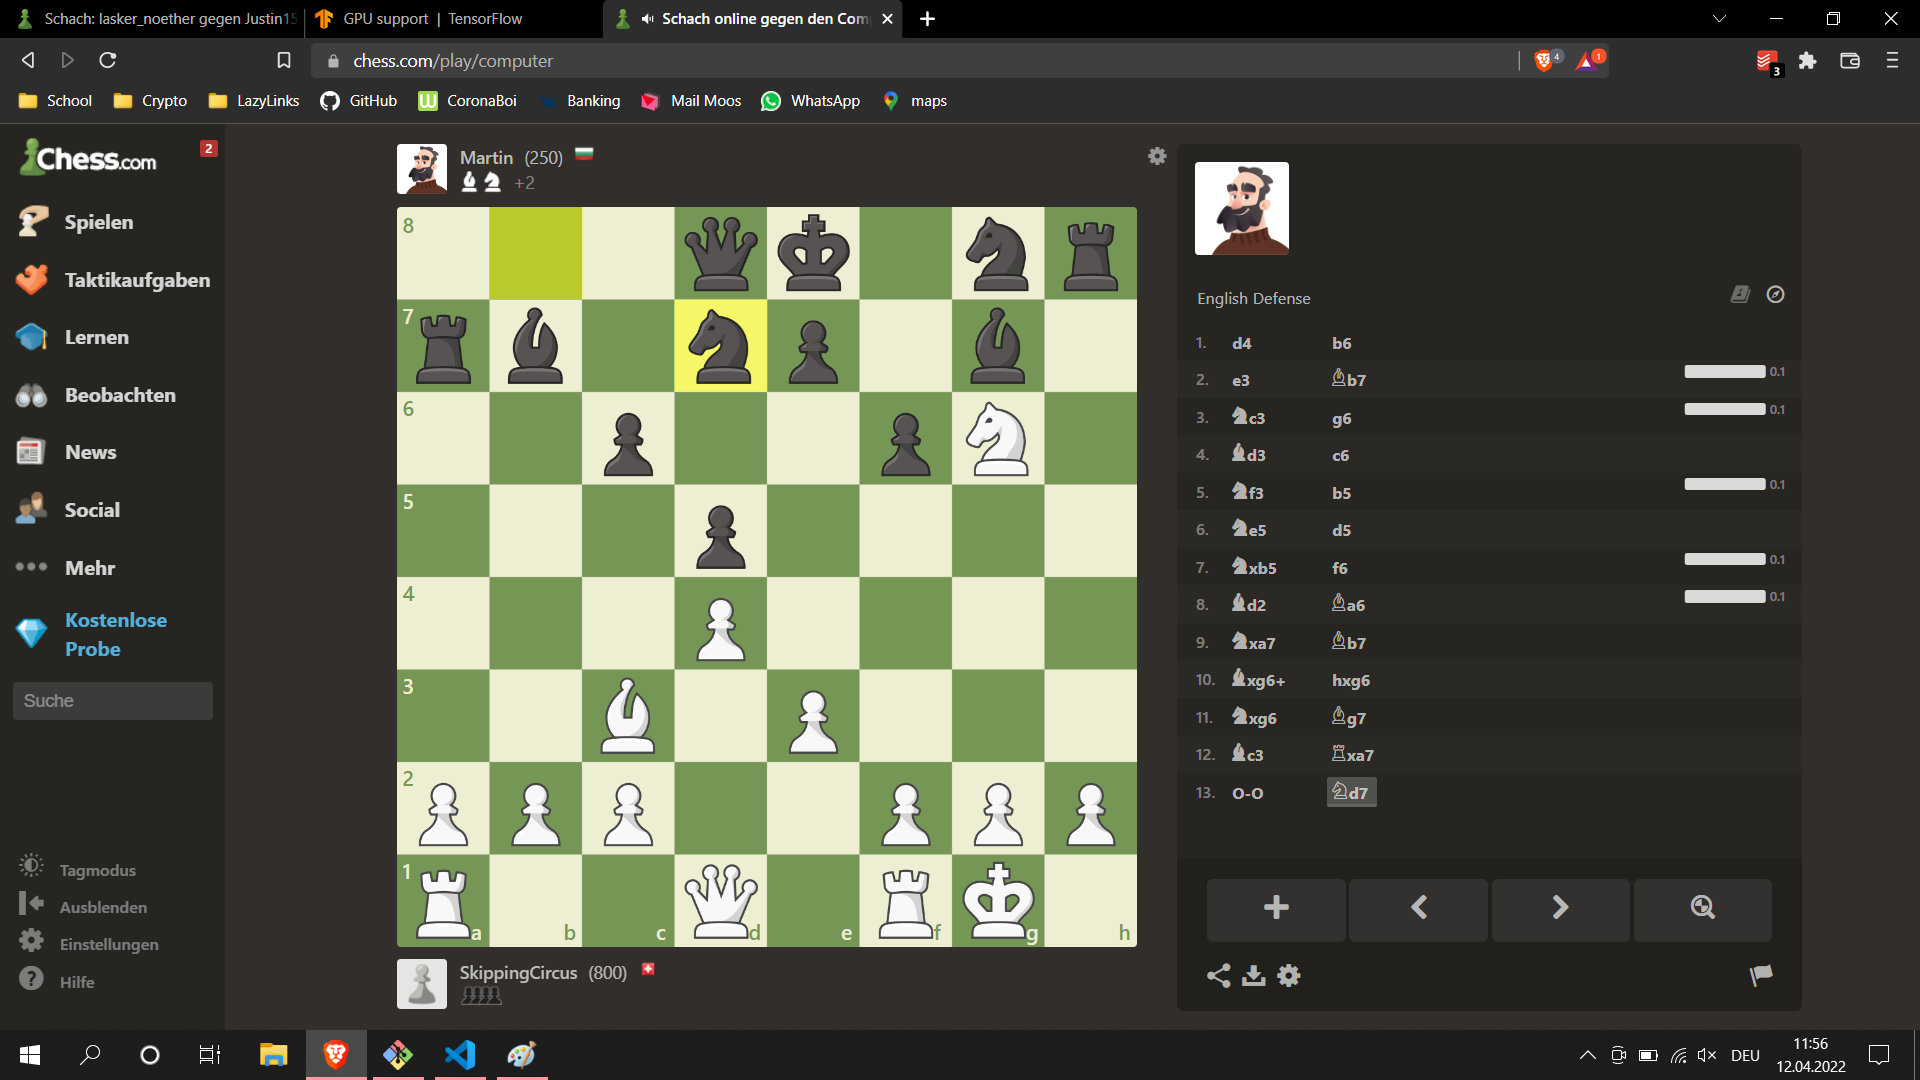 Schach: lasker_noether gegen Justin15
GPU support | TensorFlow
Schach online gegen den Com
chess.com/play/computer
4
1
3
School
Crypto
LazyLinks
GitHub
CoronaBoi
Banking
Mail Moos
WhatsApp
maps
Chess.com
2
Spielen
Taktikaufgaben
Lernen
Beobachten
News
Social
Mehr
Kostenlose
Probe
Suche
Tagmodus
Ausblenden
Einstellungen
Hilfe
Martin (250)
+2
8
7
6
5
4
3
2
1
a b c d e f g h
SkippingCircus (800)
English Defense
1. d4 b6
2. e3 b7 0.1
3. c3 g6 0.1
4. d3 c6
5. f3 b5 0.1
6. e5 d5
7. xb5 f6 0.1
8. d2 a6 0.1
9. xa7 b7
10. xg6+ hxg6
11. xg6 g7
12. c3 xa7
13. O-O d7
DEU
11:56
12.04.2022